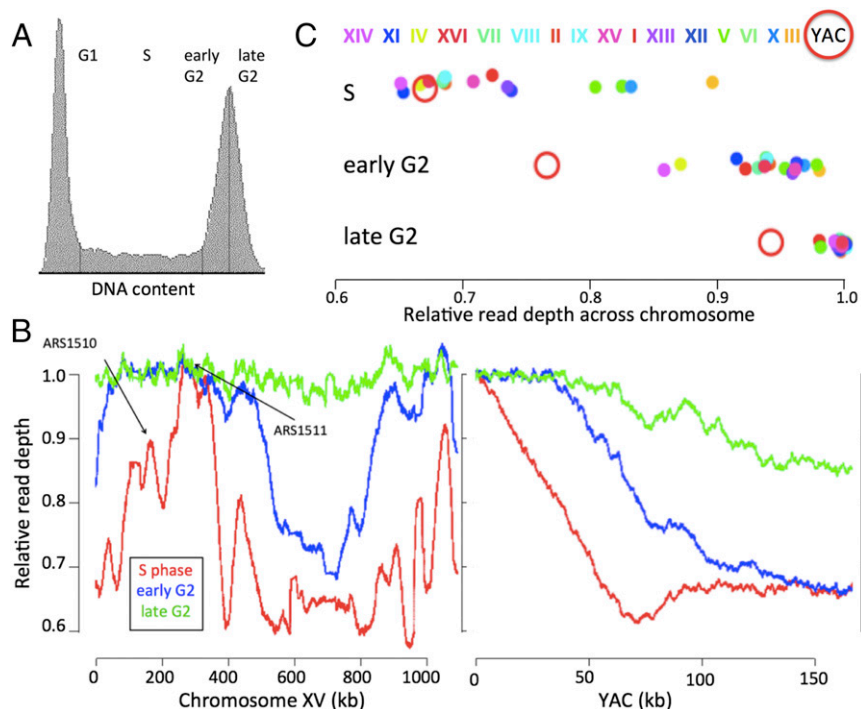 A
G1 S early G2 late G2
DNA content
C
XIV XI IV XVI VII VIII II IX XV I XIII XII V VI X III YAC
S
early G2
late G2
0.6 0.7 0.8 0.9 1.0
Relative read depth across chromosome
B
ARS1510
ARS1511
Relative read depth
1.0
0.9
0.8
0.7
0.6
S phase
early G2
late G2
0 200 400 600 800 1000
Chromosome XV (kb)
0 50 100 150
YAC (kb)